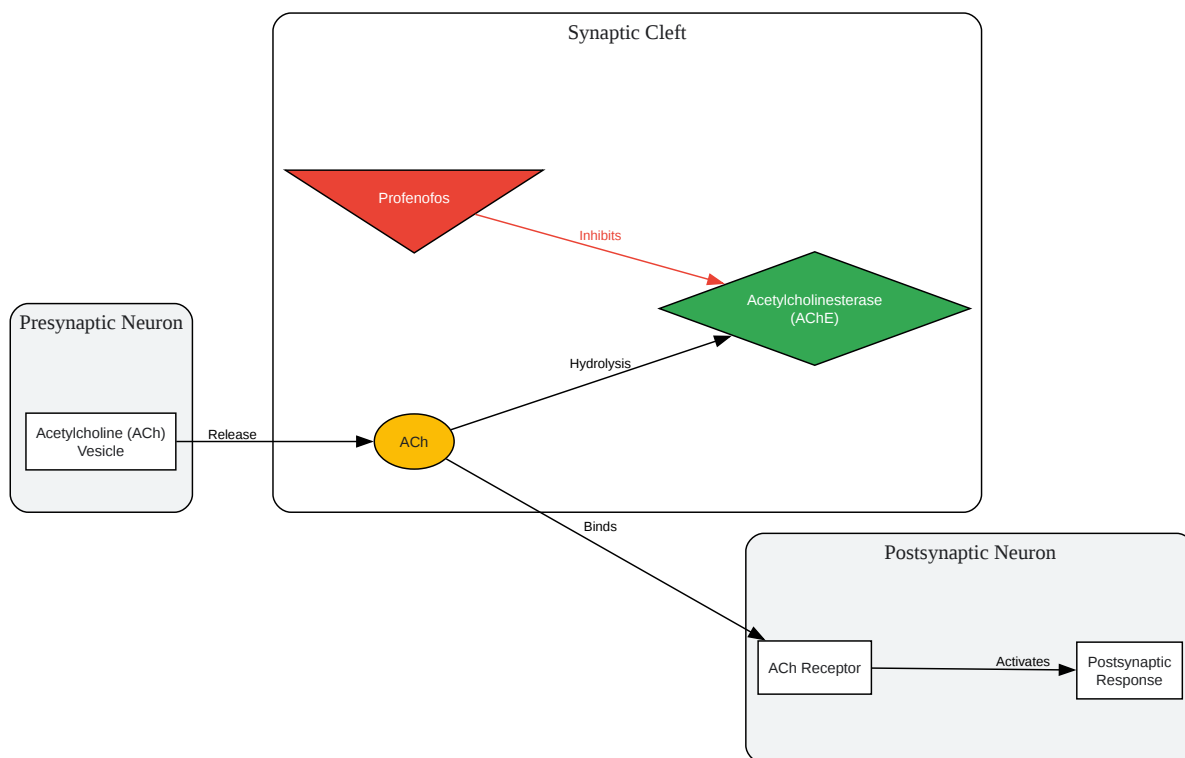 Synaptic Cleft
Profenofos
Inhibits
Acetylcholinesterase
(AChE)
Presynaptic Neuron
Hydrolysis
Acetylcholine (ACh)
Vesicle
Release
ACh
Binds
Postsynaptic Neuron
ACh Receptor
Activates
Postsynaptic
Response